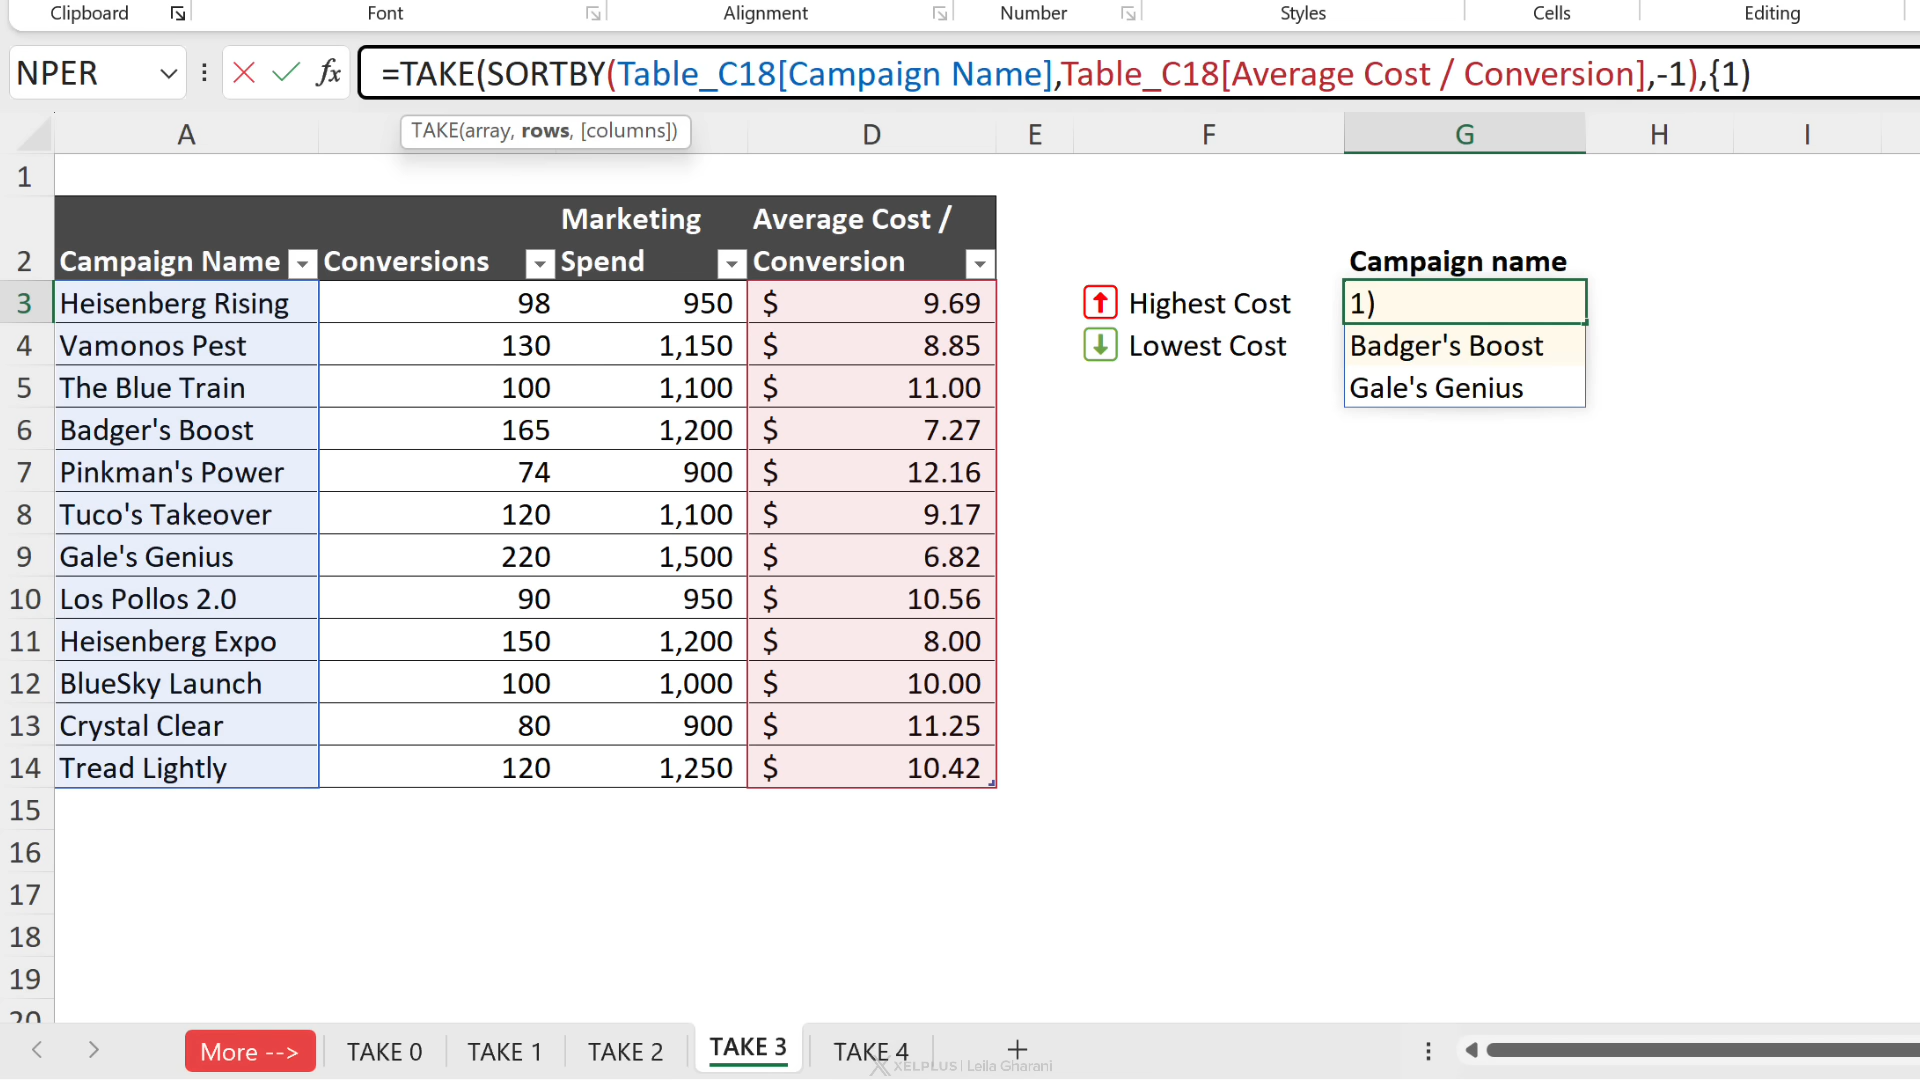 Clipboard Font Alignment Number Styles Cells Editing
NPER fx =TAKE(SORTBY(Table_C18[Campaign Name],Table_C18[Average Cost / Conversion],-1),{1)
TAKE(array, rows, [columns])
A D E F G H I
1
Marketing Average Cost /
2 Campaign Name Conversions Spend Conversion Campaign name
3 Heisenberg Rising 98 950 $ 9.69 Highest Cost 1)
4 Vamonos Pest 130 1,150 $ 8.85 Lowest Cost Badger's Boost
5 The Blue Train 100 1,100 $ 11.00 Gale's Genius
6 Badger's Boost 165 1,200 $ 7.27
7 Pinkman's Power 74 900 $ 12.16
8 Tuco's Takeover 120 1,100 $ 9.17
9 Gale's Genius 220 1,500 $ 6.82
10 Los Pollos 2.0 90 950 $ 10.56
11 Heisenberg Expo 150 1,200 $ 8.00
12 BlueSky Launch 100 1,000 $ 10.00
13 Crystal Clear 80 900 $ 11.25
14 Tread Lightly 120 1,250 $ 10.42
15
16
17
18
19
20
More --> TAKE 0 TAKE 1 TAKE 2 TAKE 3 TAKE 4
XELPLUS | Leila Gharani